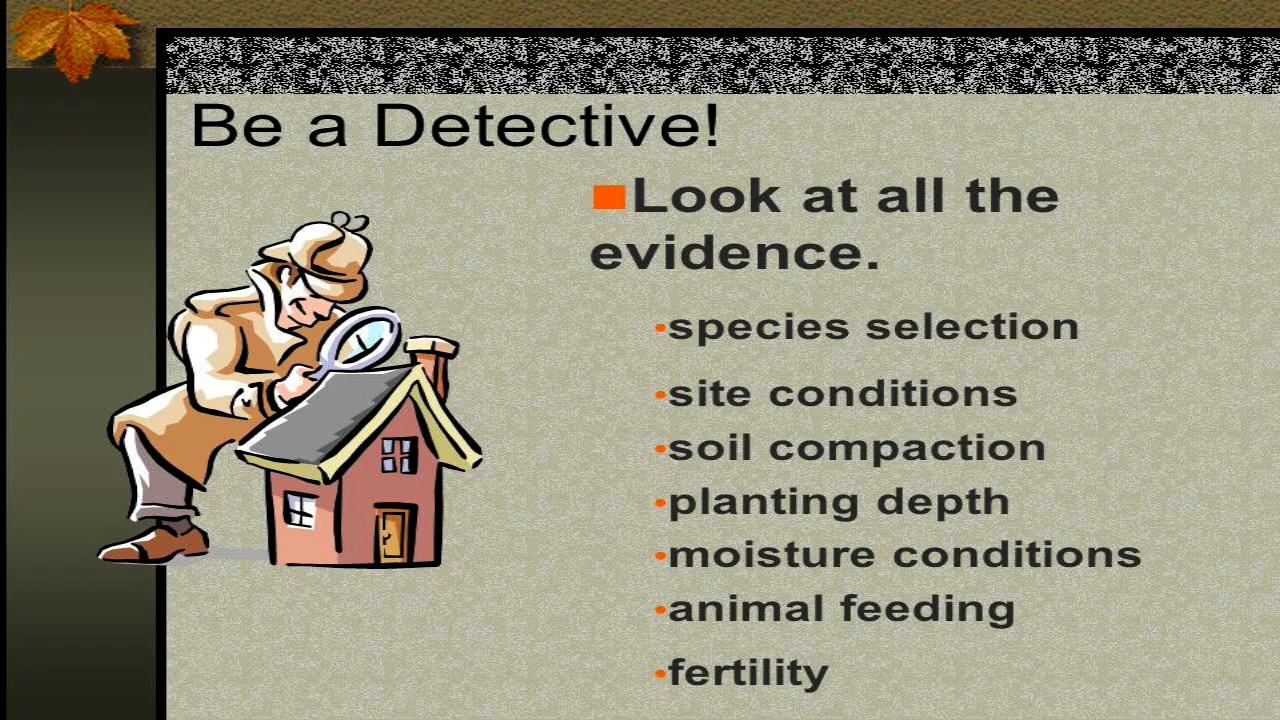 Be a Detective!
■Look at all the
evidence.
•species selection
•site conditions
•soil compaction
•planting depth
•moisture conditions
•animal feeding
•fertility